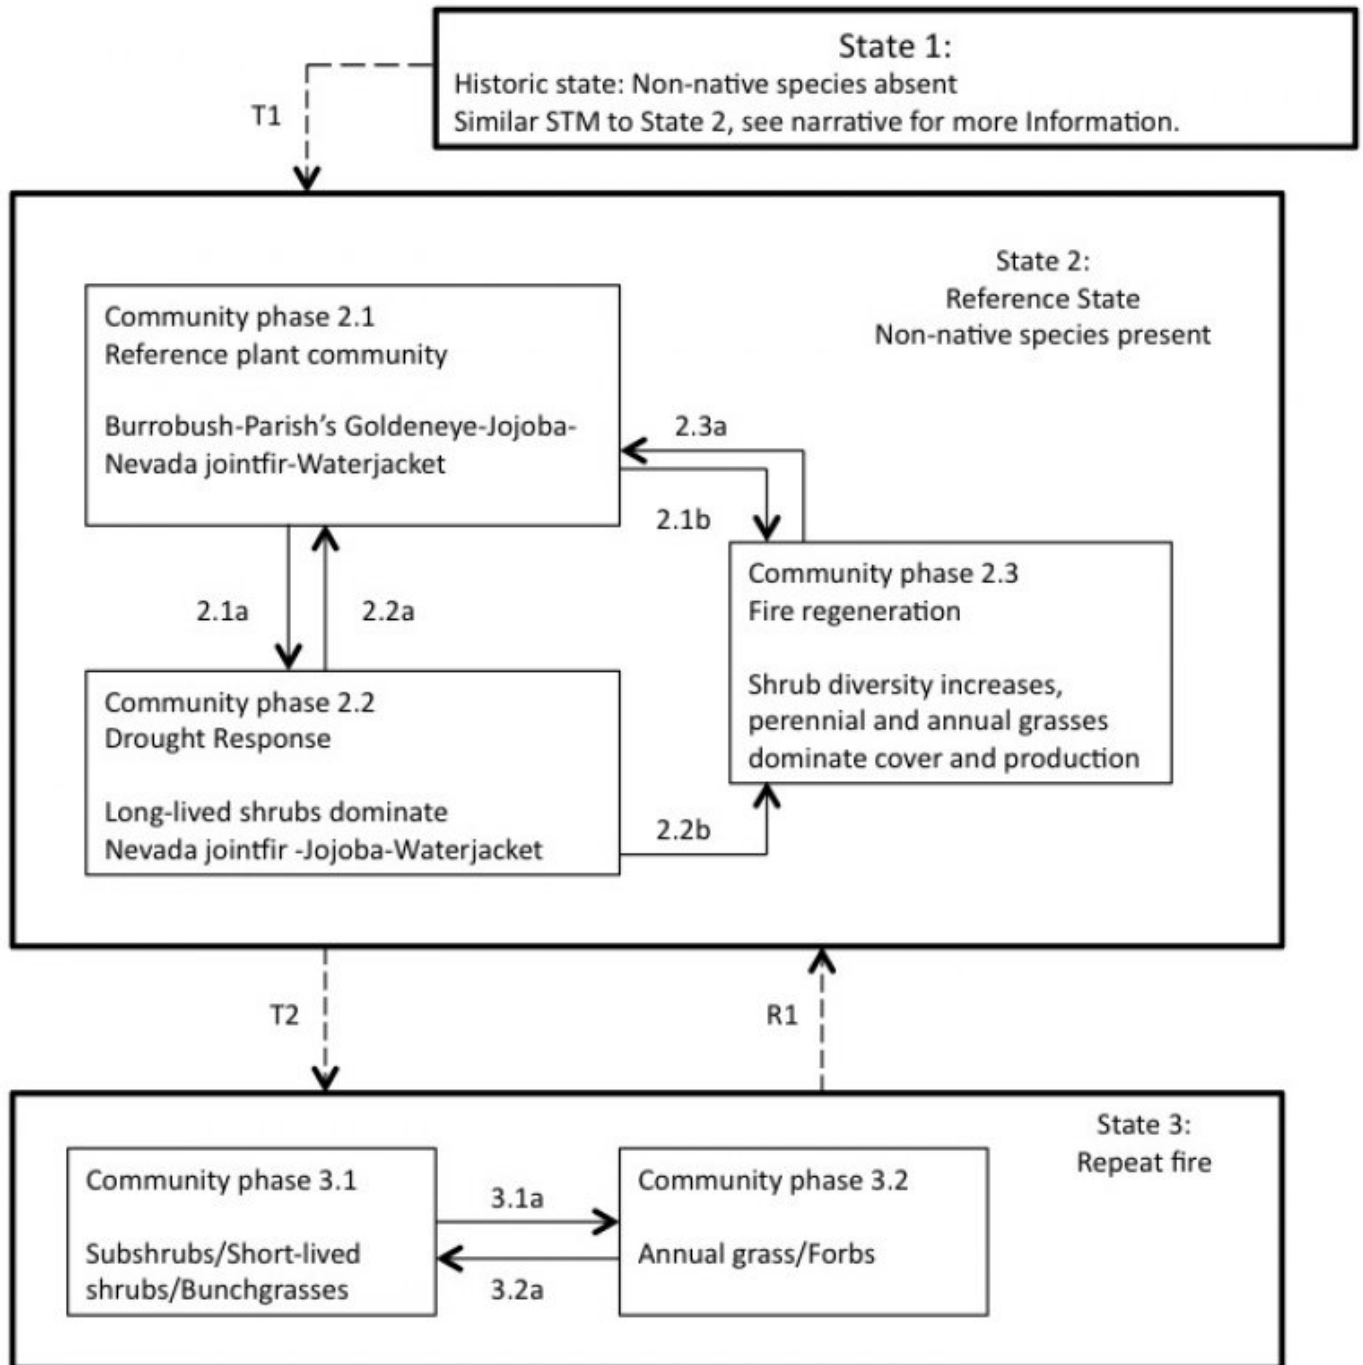 State 1:
Historic state: Non-native species absent
Similar STM to State 2, see narrative for more Information.
T1
State 2:
Reference State
Non-native species present
Community phase 2.1
Reference plant community
Burrobush-Parish’s Goldeneye-Jojoba-
Nevada jointfir-Waterjacket
2.3a
2.1b
Community phase 2.3
Fire regeneration
Shrub diversity increases,
perennial and annual grasses
dominate cover and production
2.1a
2.2a
Community phase 2.2
Drought Response
Long-lived shrubs dominate
Nevada jointfir -Jojoba-Waterjacket
2.2b
T2
R1
State 3:
Repeat fire
Community phase 3.1
Subshrubs/Short-lived
shrubs/Bunchgrasses
3.1a
3.2a
Community phase 3.2
Annual grass/Forbs